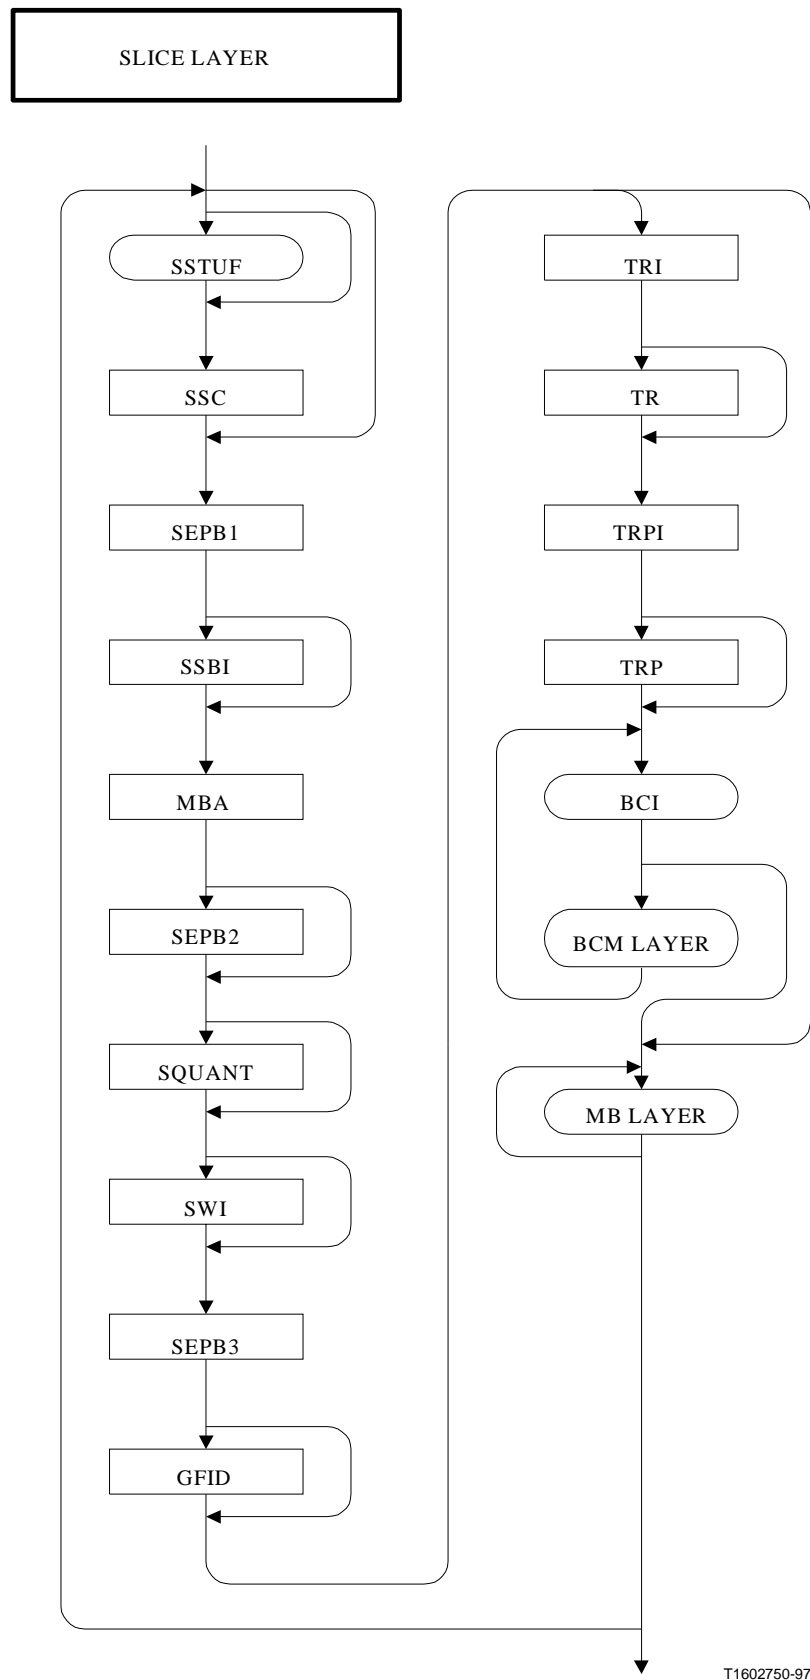 SLICE LAYER
SSTUF
SSC
SEPB1
SSBI
MBA
SEPB2
SQUANT
SWI
SEPB3
GFID
TRI
TR
TRPI
TRP
BCI
BCM LAYER
MB LAYER
T1602750-97